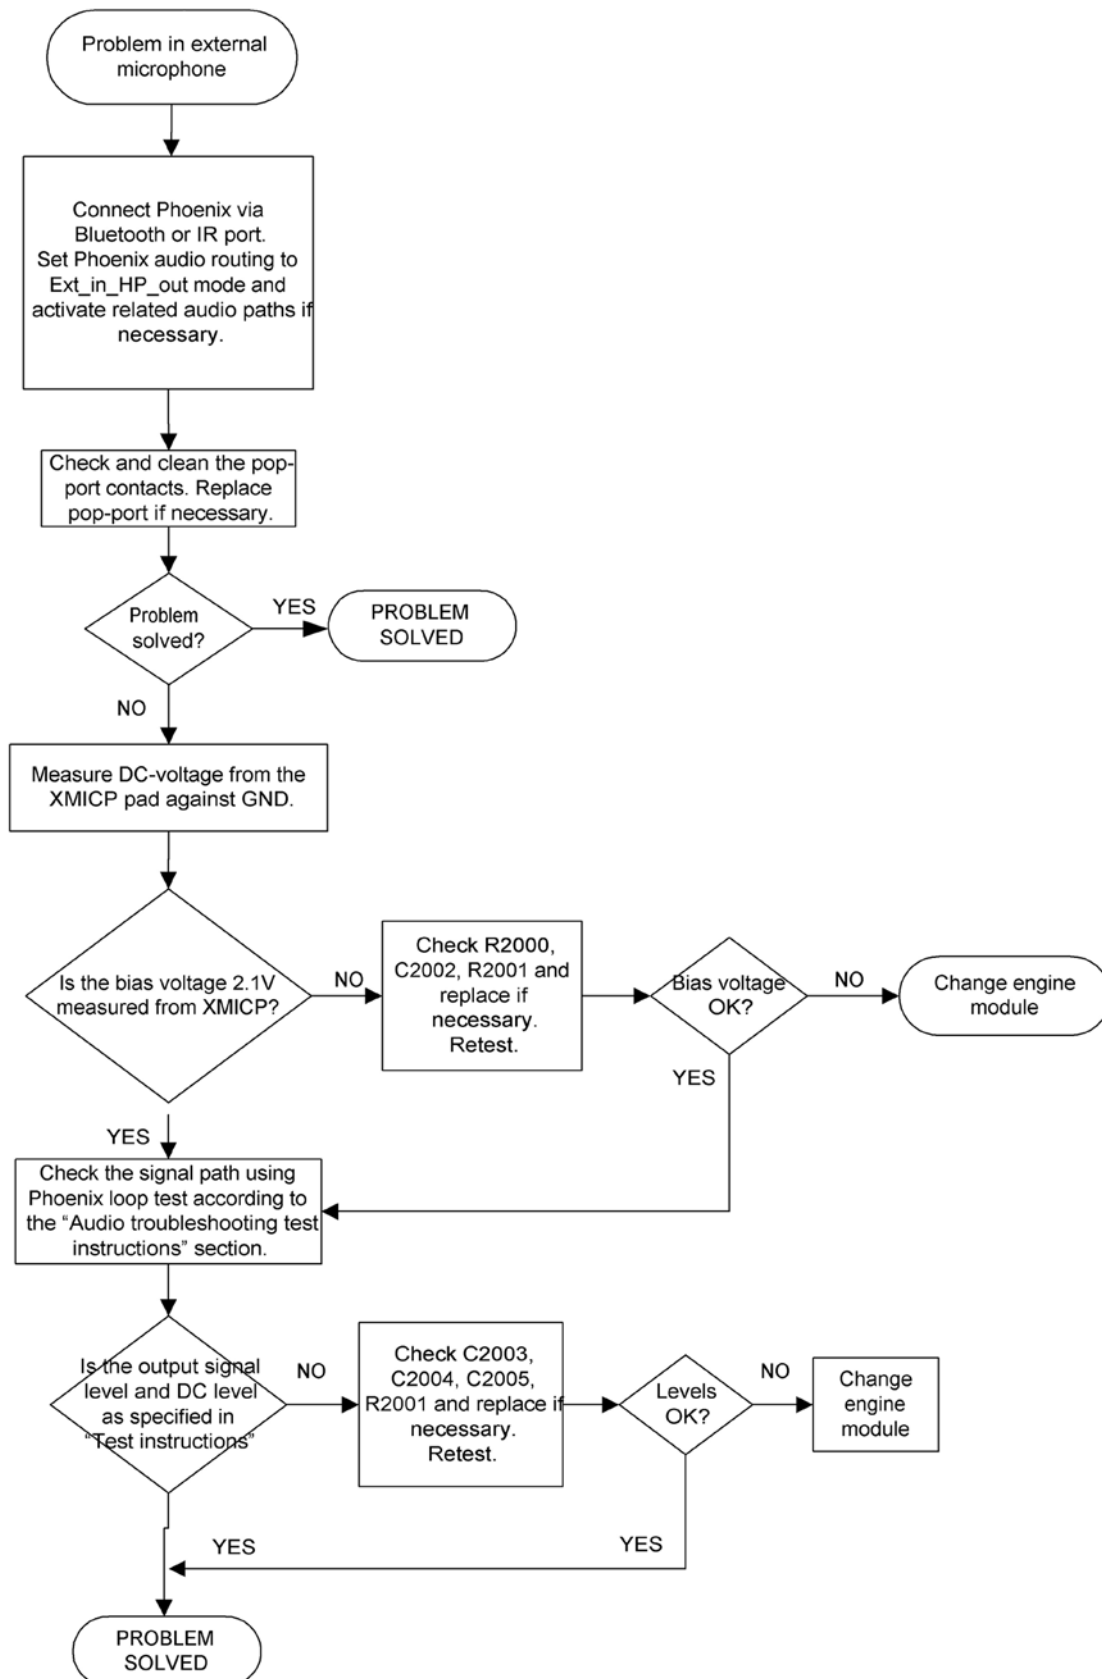 Problem in external
microphone
Connect Phoenix via
Bluetooth or IR port.
Set Phoenix audio routing to
Ext_in_HP_out mode and
activate related audio paths if
necessary.
Check and clean the pop-
port contacts. Replace
pop-port if necessary.
Problem
solved?
YES
PROBLEM
SOLVED
NO
Measure DC-voltage from the
XMICP pad against GND.
Is the bias voltage 2.1V
measured from XMICP?
NO
Check R2000,
C2002, R2001 and
replace if
necessary.
Retest.
Bias voltage
OK?
NO
Change engine
module
YES
YES
Check the signal path using
Phoenix loop test according to
the “Audio troubleshooting test
instructions” section.
Is the output signal
level and DC level
as specified in
“Test instructions”
NO
Check C2003,
C2004, C2005,
R2001 and replace if
necessary.
Retest.
Levels
OK?
NO
Change
engine
module
YES
YES
PROBLEM
SOLVED